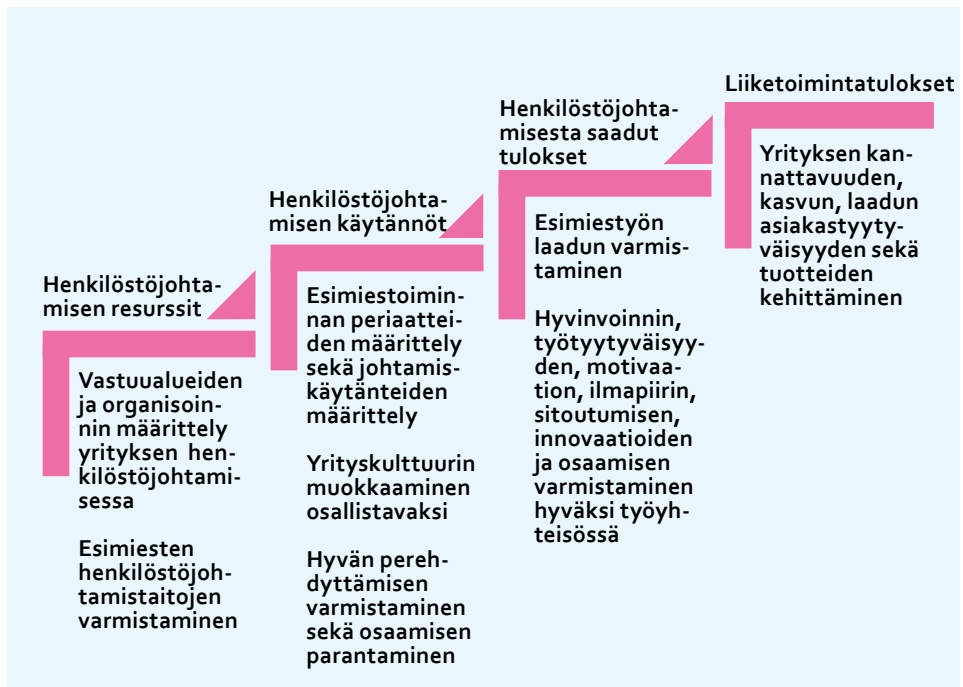 Henkilöstöjohta-
misen resurssit
Vastuualueiden
ja organisoin-
nin määrittely
yrityksen hen-
kilöstöjohtami-
sessa
Esimiesten
henkilöstöjoh-
tamistaitojen
varmistaminen
Henkilöstöjohta-
misen käytännöt
Esimiestoimin-
nan periaattei-
den määrittely
sekä johtamis-
käytänteiden
määrittely
Yrityskulttuurin
muokkaaminen
osallistavaksi
Hyvän pereh-
dyttämisen
varmistaminen
sekä osaamisen
parantaminen
Henkilöstöjohta-
misesta saadut
tulokset
Esimiestyön
laadun varmis-
taminen
Hyvinvoinnin,
työtyytyväisyy-
den, motivaa-
tion, ilmapiirin,
sitoutumisen,
innovaatioiden
ja osaamisen
varmistaminen
hyväksi työyh-
teisössä
Liiketoimintatulokset
Yrityksen kan-
nattavuuden,
kasvun, laadun
asiakastyyty-
väisyyden sekä
tuotteiden
kehittäminen